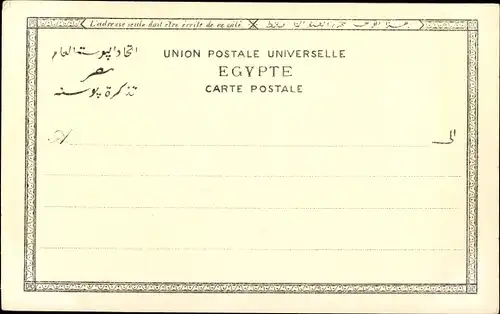 L'adresse seule doit être écrite de ce côté.
اتحاد البوستة العام
مصر
تذكرة بوسته
UNION POSTALE UNIVERSELLE
EGYPTE
CARTE POSTALE
A
الى